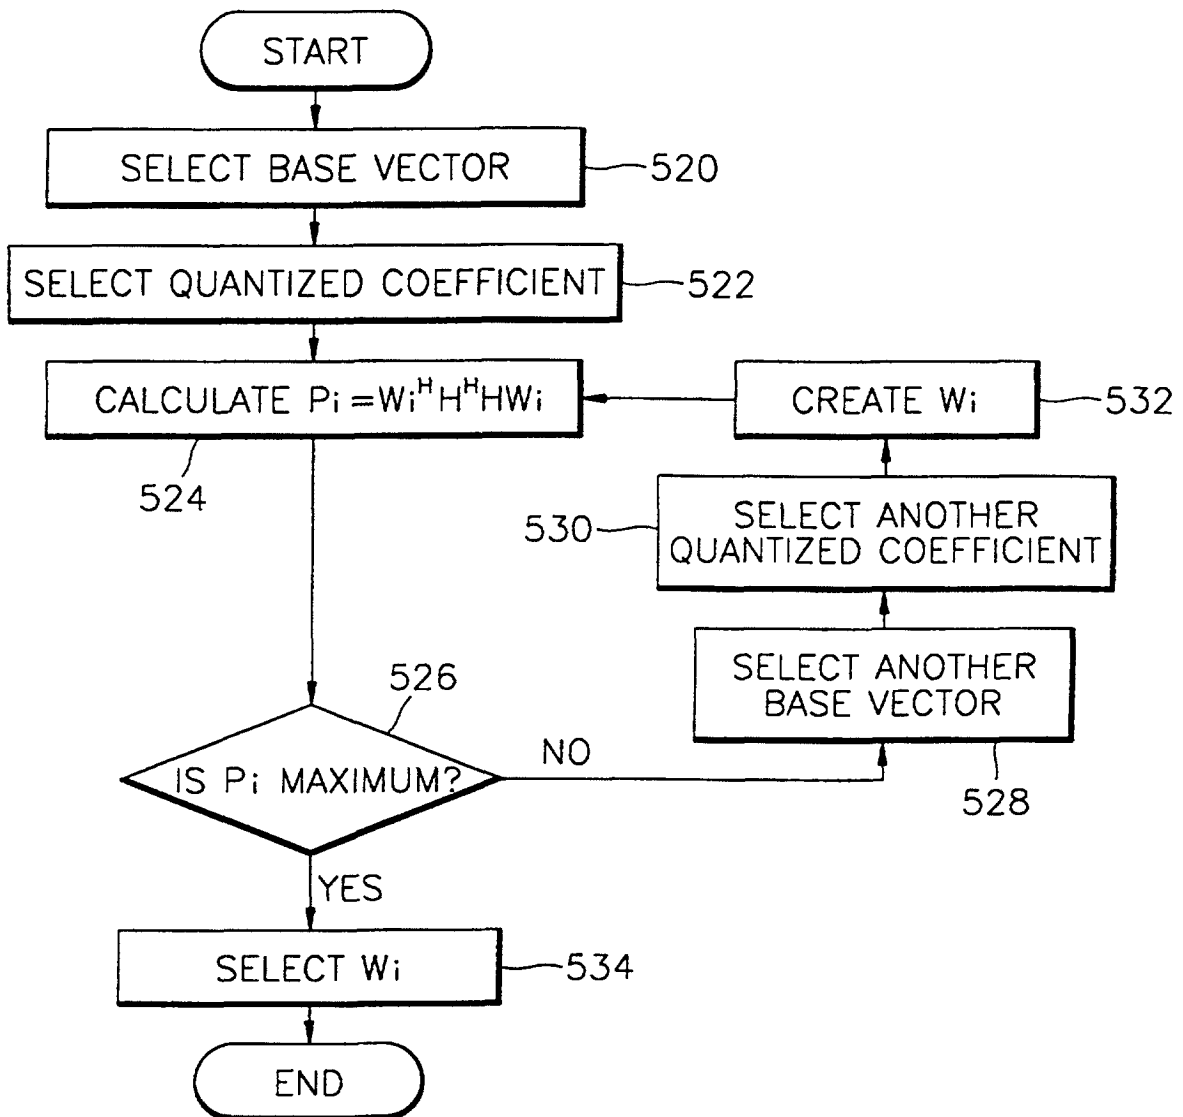 START
SELECT BASE VECTOR
520
SELECT QUANTIZED COEFFICIENT
522
CALCULATE Pi=Wi^H H^H HWi
524
CREATE Wi
532
SELECT ANOTHER
QUANTIZED COEFFICIENT
530
SELECT ANOTHER
BASE VECTOR
528
526
IS Pi MAXIMUM?
NO
YES
SELECT Wi
534
END